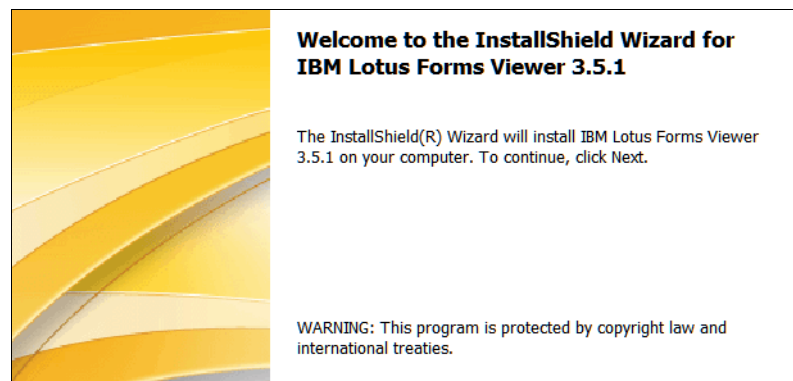 Welcome to the InstallShield Wizard for
IBM Lotus Forms Viewer 3.5.1
The InstallShield(R) Wizard will install IBM Lotus Forms Viewer
3.5.1 on your computer. To continue, click Next.
WARNING: This program is protected by copyright law and
international treaties.